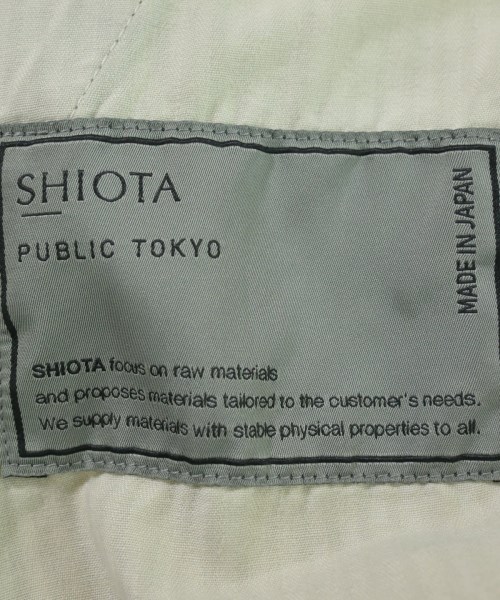 SHIOTA
PUBLIC TOKYO
MADE IN JAPAN
SHIOTA focus on raw materials
and proposes materials tailored to the customer's needs.
We supply materials with stable physical properties to all.